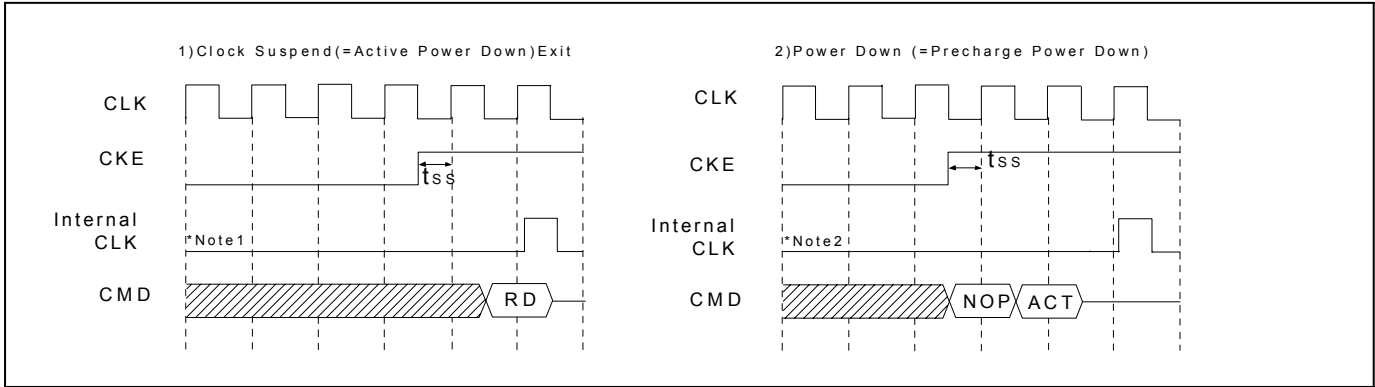 1)Clock Suspend(=Active Power Down)Exit
CLK
CKE
tss
Internal
CLK
*Note1
CMD
RD
2)Power Down (=Precharge Power Down)
CLK
CKE
tss
Internal
CLK
*Note2
CMD
NOP
ACT